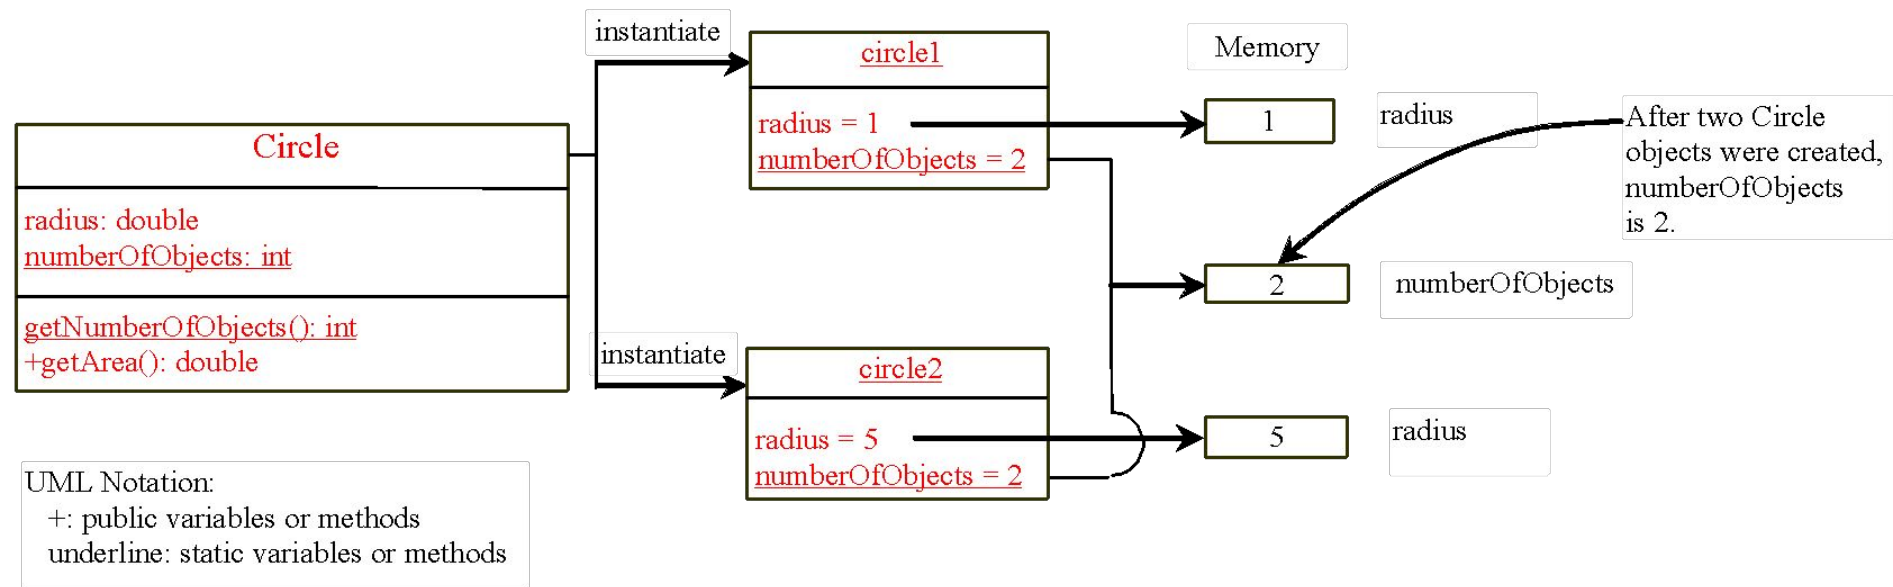 Circle
radius: double
numberOfObjects: int
getNumberOfObjects(): int
+getArea(): double
UML Notation:
+: public variables or methods
underline: static variables or methods
instantiate
circle1
radius = 1
numberOfObjects = 2
instantiate
circle2
radius = 5
numberOfObjects = 2
Memory
1
radius
2
numberOfObjects
5
radius
After two Circle
objects were created,
numberOfObjects
is 2.